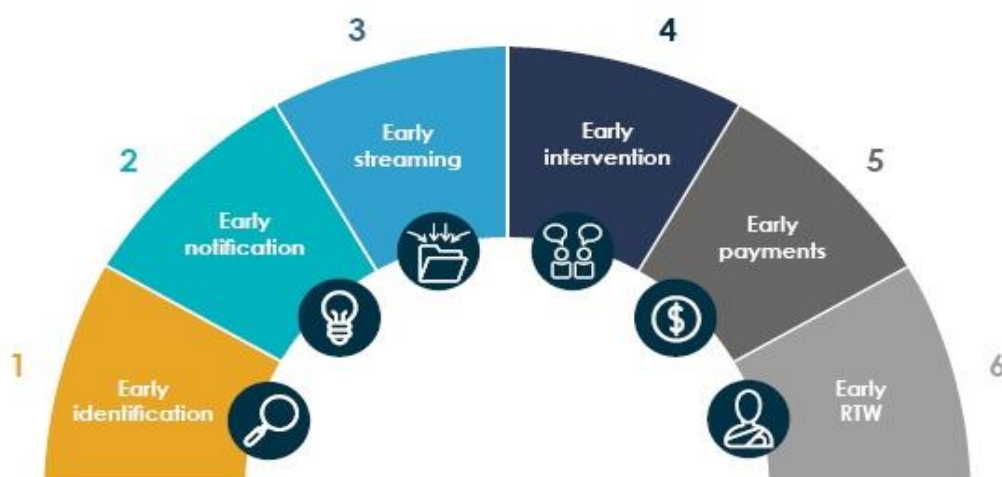 1
Early
identification
2
Early
notification
3
Early
streaming
4
Early
intervention
5
Early
payments
$
6
Early
RTW